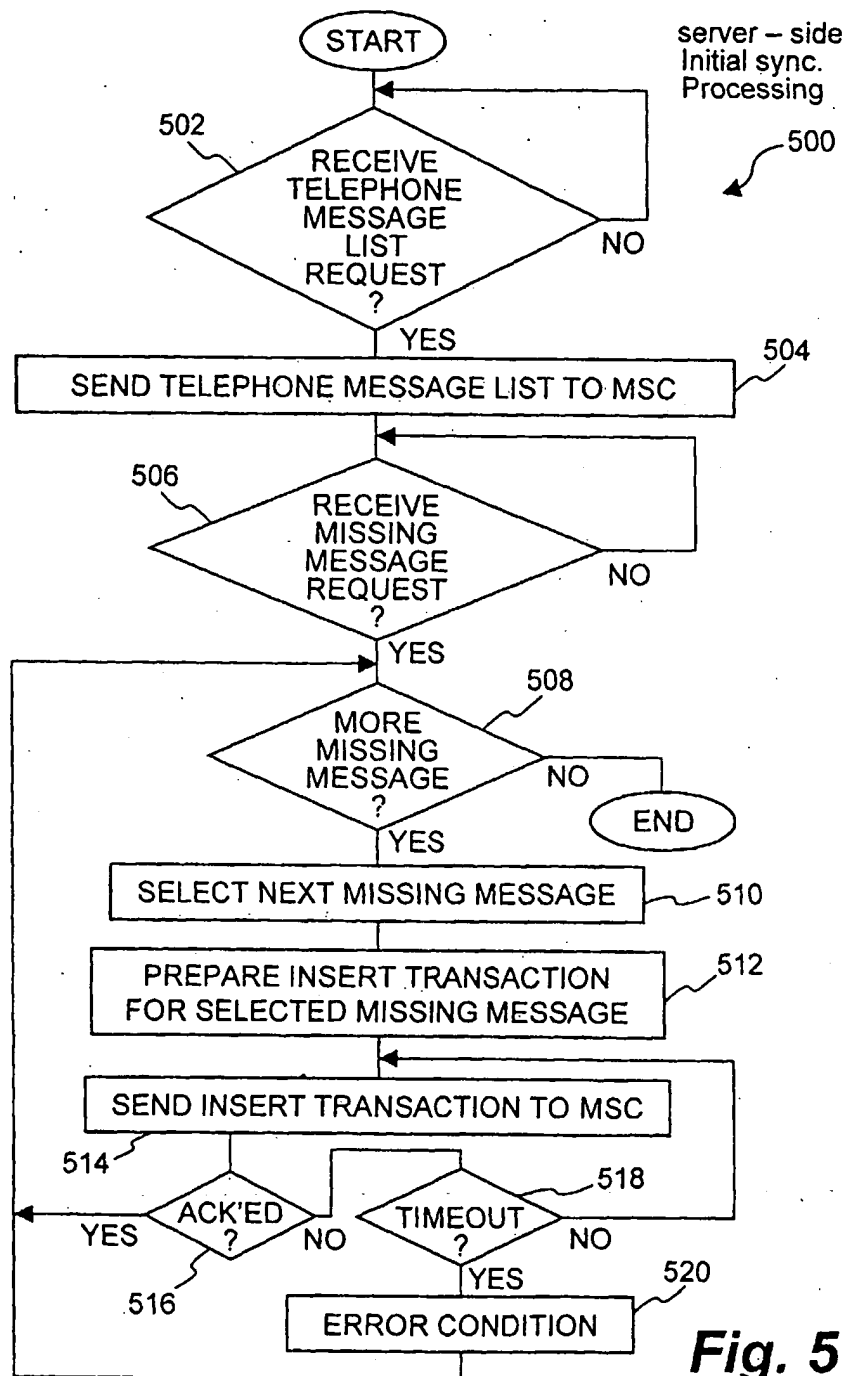 START
server – side
Initial sync.
Processing
500
502
RECEIVE
TELEPHONE
MESSAGE
LIST
REQUEST
?
NO
YES
504
SEND TELEPHONE MESSAGE LIST TO MSC
506
RECEIVE
MISSING
MESSAGE
REQUEST
?
NO
YES
508
MORE
MISSING
MESSAGE
?
NO
END
YES
SELECT NEXT MISSING MESSAGE
510
PREPARE INSERT TRANSACTION
FOR SELECTED MISSING MESSAGE
512
SEND INSERT TRANSACTION TO MSC
514
ACK'ED
?
YES
NO
516
518
TIMEOUT
?
NO
YES
520
ERROR CONDITION
Fig. 5